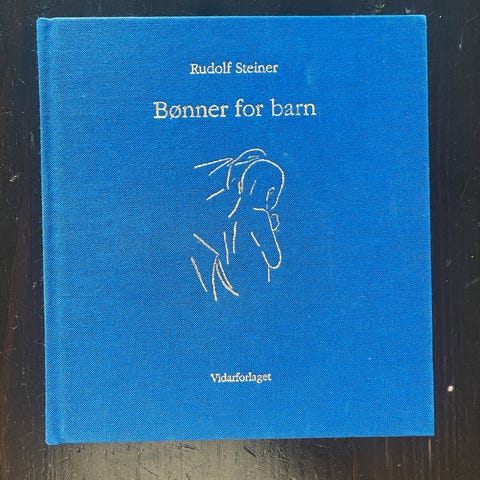 Rudolf Steiner
Bønner for barn
Vidarforlaget